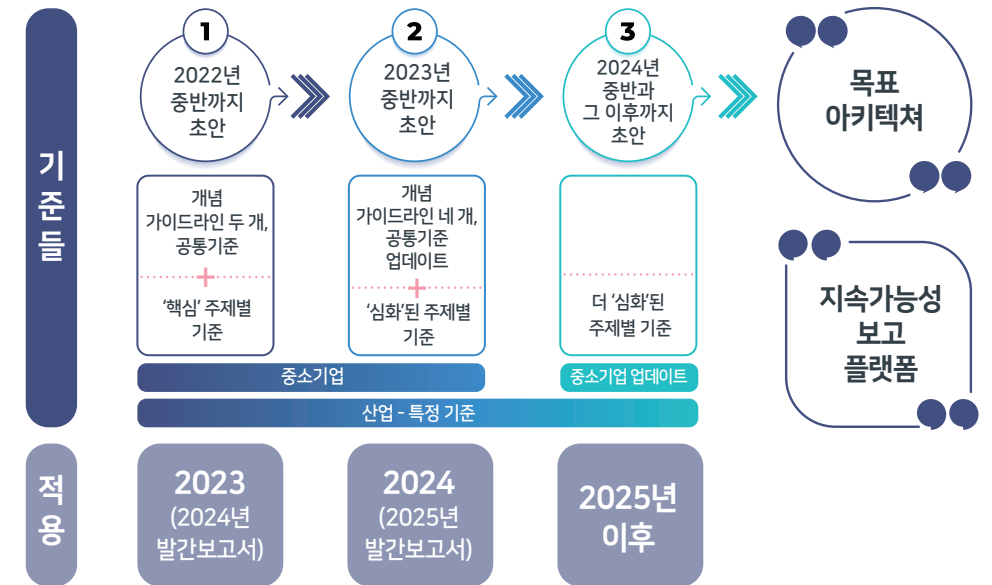 기준들
1
2022년
중반까지
초안
2
2023년
중반까지
초안
3
2024년
중반과
그 이후까지
초안
목표
아키텍쳐
개념
가이드라인 두 개,
공통기준
+
‘핵심’ 주제별
기준
개념
가이드라인 네 개,
공통기준
업데이트
+
‘심화’된 주제별
기준
더 ‘심화’된
주제별 기준
지속가능성
보고
플랫폼
중소기업
중소기업 업데이트
산업 - 특정 기준
적용
2023
(2024년
발간보고서)
2024
(2025년
발간보고서)
2025년
이후